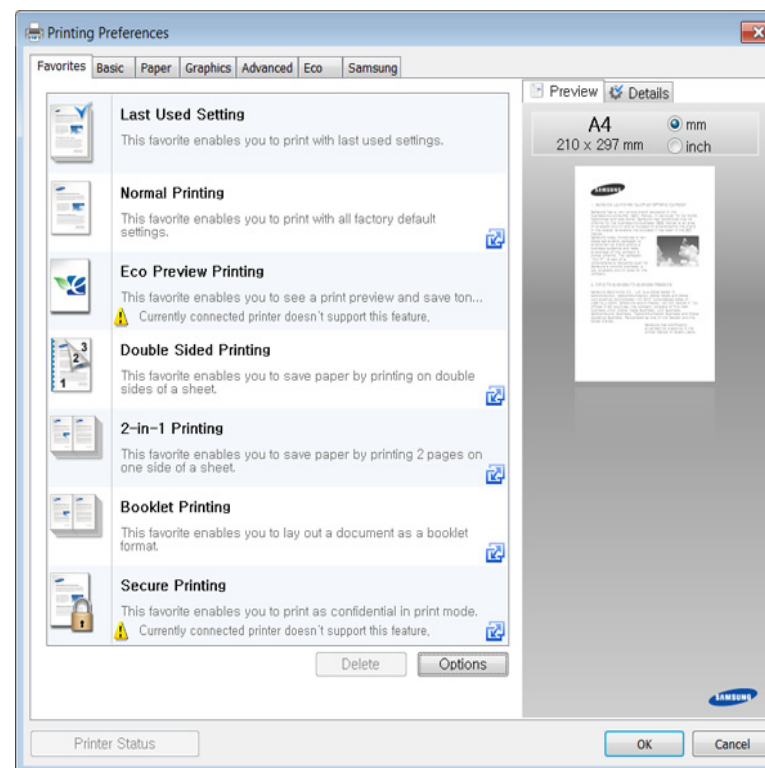 Printing Preferences
Favorites Basic Paper Graphics Advanced Eco Samsung
Last Used Setting
This favorite enables you to print with last used settings.
Normal Printing
This favorite enables you to print with all factory default
settings.
Eco Preview Printing
This favorite enables you to see a print preview and save ton...
Currently connected printer doesn't support this feature,
Double Sided Printing
This favorite enables you to save paper by printing on double
sides of a sheet.
2-in-1 Printing
This favorite enables you to save paper by printing 2 pages on
one side of a sheet.
Booklet Printing
This favorite enables you to lay out a document as a booklet
format.
Secure Printing
This favorite enables you to print as confidential in print mode.
Currently connected printer doesn't support this feature,
Delete Options
Preview Details
A4
210 x 297 mm
mm
inch
SAMSUNG
1
2
3
SAMSUNG
Printer Status
OK Cancel